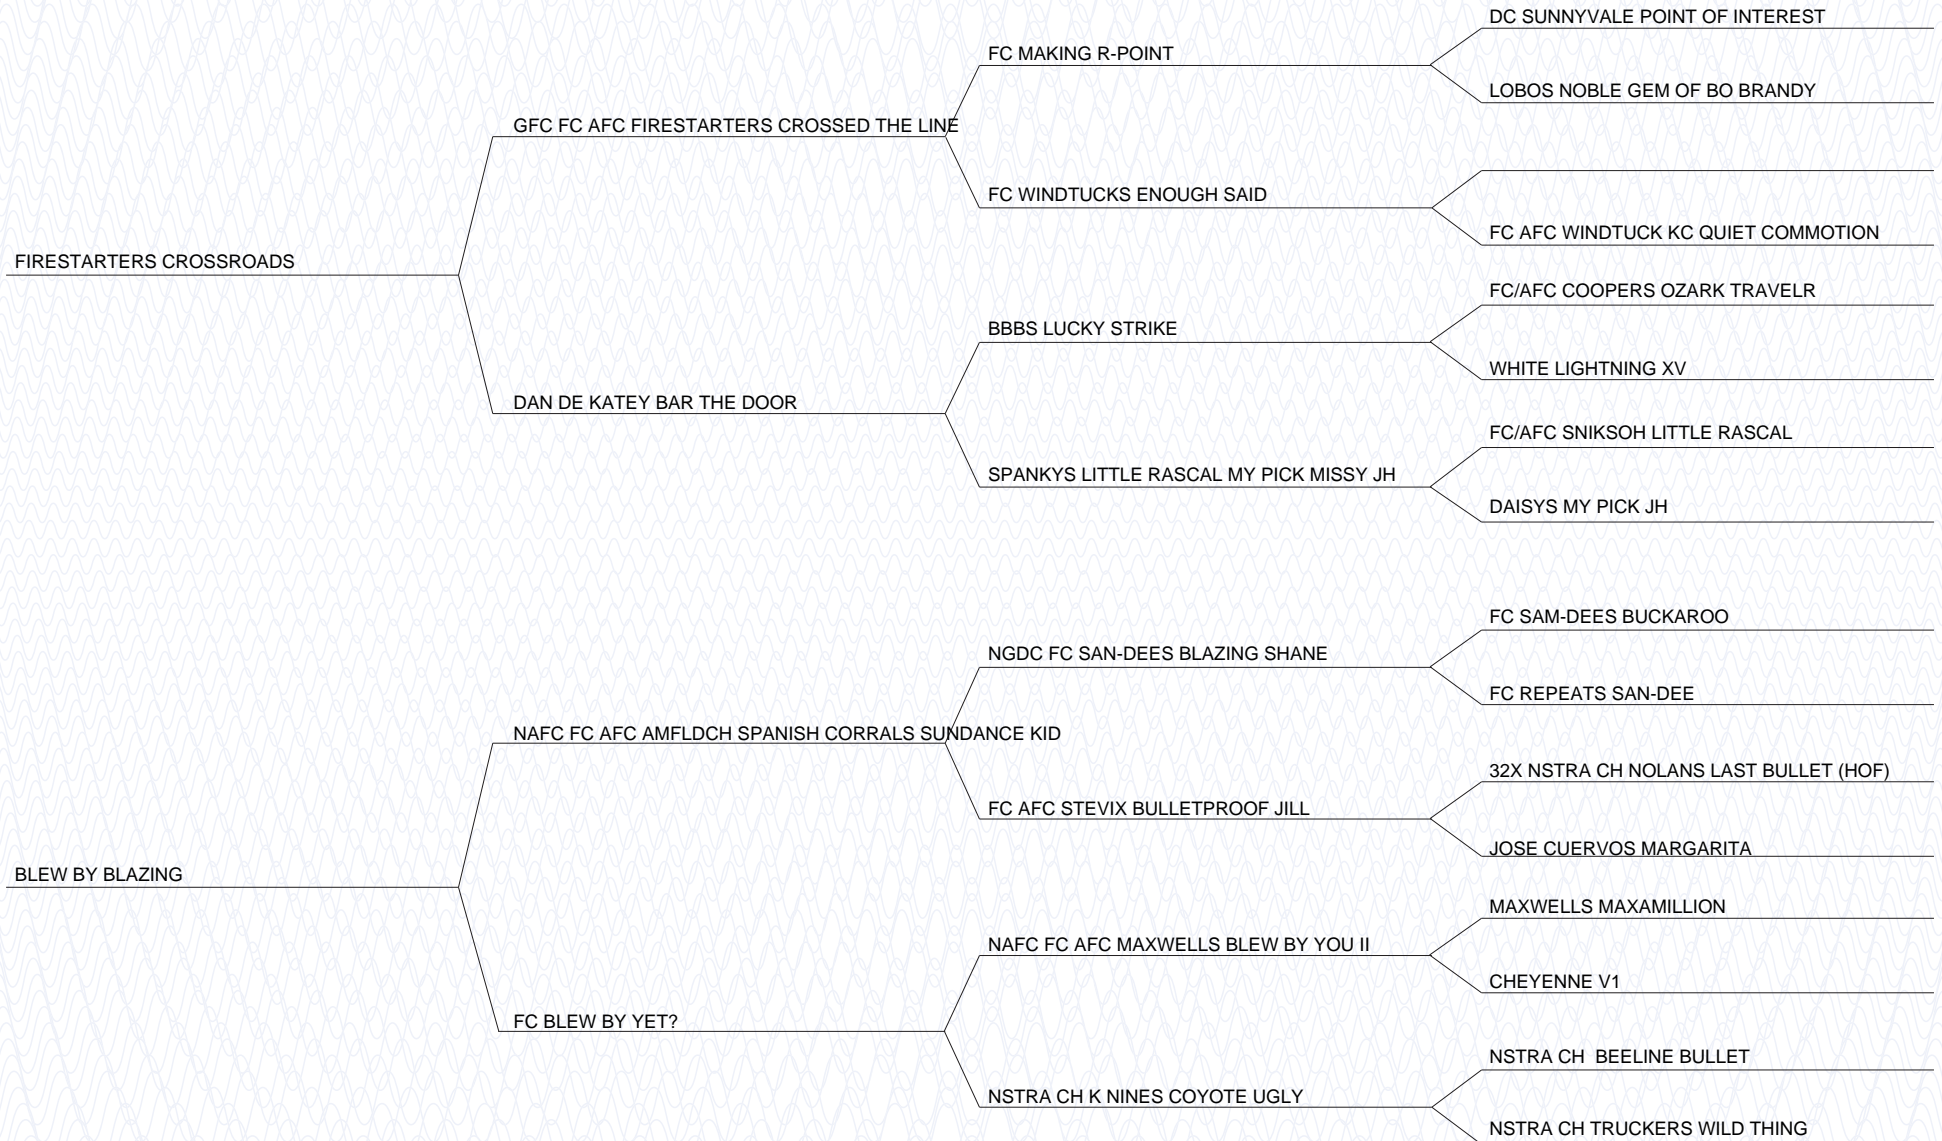 DC SUNNYVALE POINT OF INTEREST
FC MAKING R-POINT
LOBOS NOBLE GEM OF BO BRANDY
GFC FC AFC FIRESTARTERS CROSSED THE LINE
FC WINDTUCKS ENOUGH SAID
FC AFC WINDTUCK KC QUIET COMMOTION
FIRESTARTERS CROSSROADS
FC/AFC COOPERS OZARK TRAVELR
BBBS LUCKY STRIKE
WHITE LIGHTNING XV
DAN DE KATEY BAR THE DOOR
FC/AFC SNIKSOH LITTLE RASCAL
SPANKYS LITTLE RASCAL MY PICK MISSY JH
DAISYS MY PICK JH
FC SAM-DEES BUCKAROO
NGDC FC SAN-DEES BLAZING SHANE
FC REPEATS SAN-DEE
NAFC FC AFC AMFLDCH SPANISH CORRALS SUNDANCE KID
32X NSTRA CH NOLANS LAST BULLET (HOF)
FC AFC STEVIX BULLETPROOF JILL
JOSE CUERVOS MARGARITA
BLEW BY BLAZING
MAXWELLS MAXAMILLION
NAFC FC AFC MAXWELLS BLEW BY YOU II
CHEYENNE V1
FC BLEW BY YET?
NSTRA CH  BEELINE BULLET
NSTRA CH K NINES COYOTE UGLY
NSTRA CH TRUCKERS WILD THING